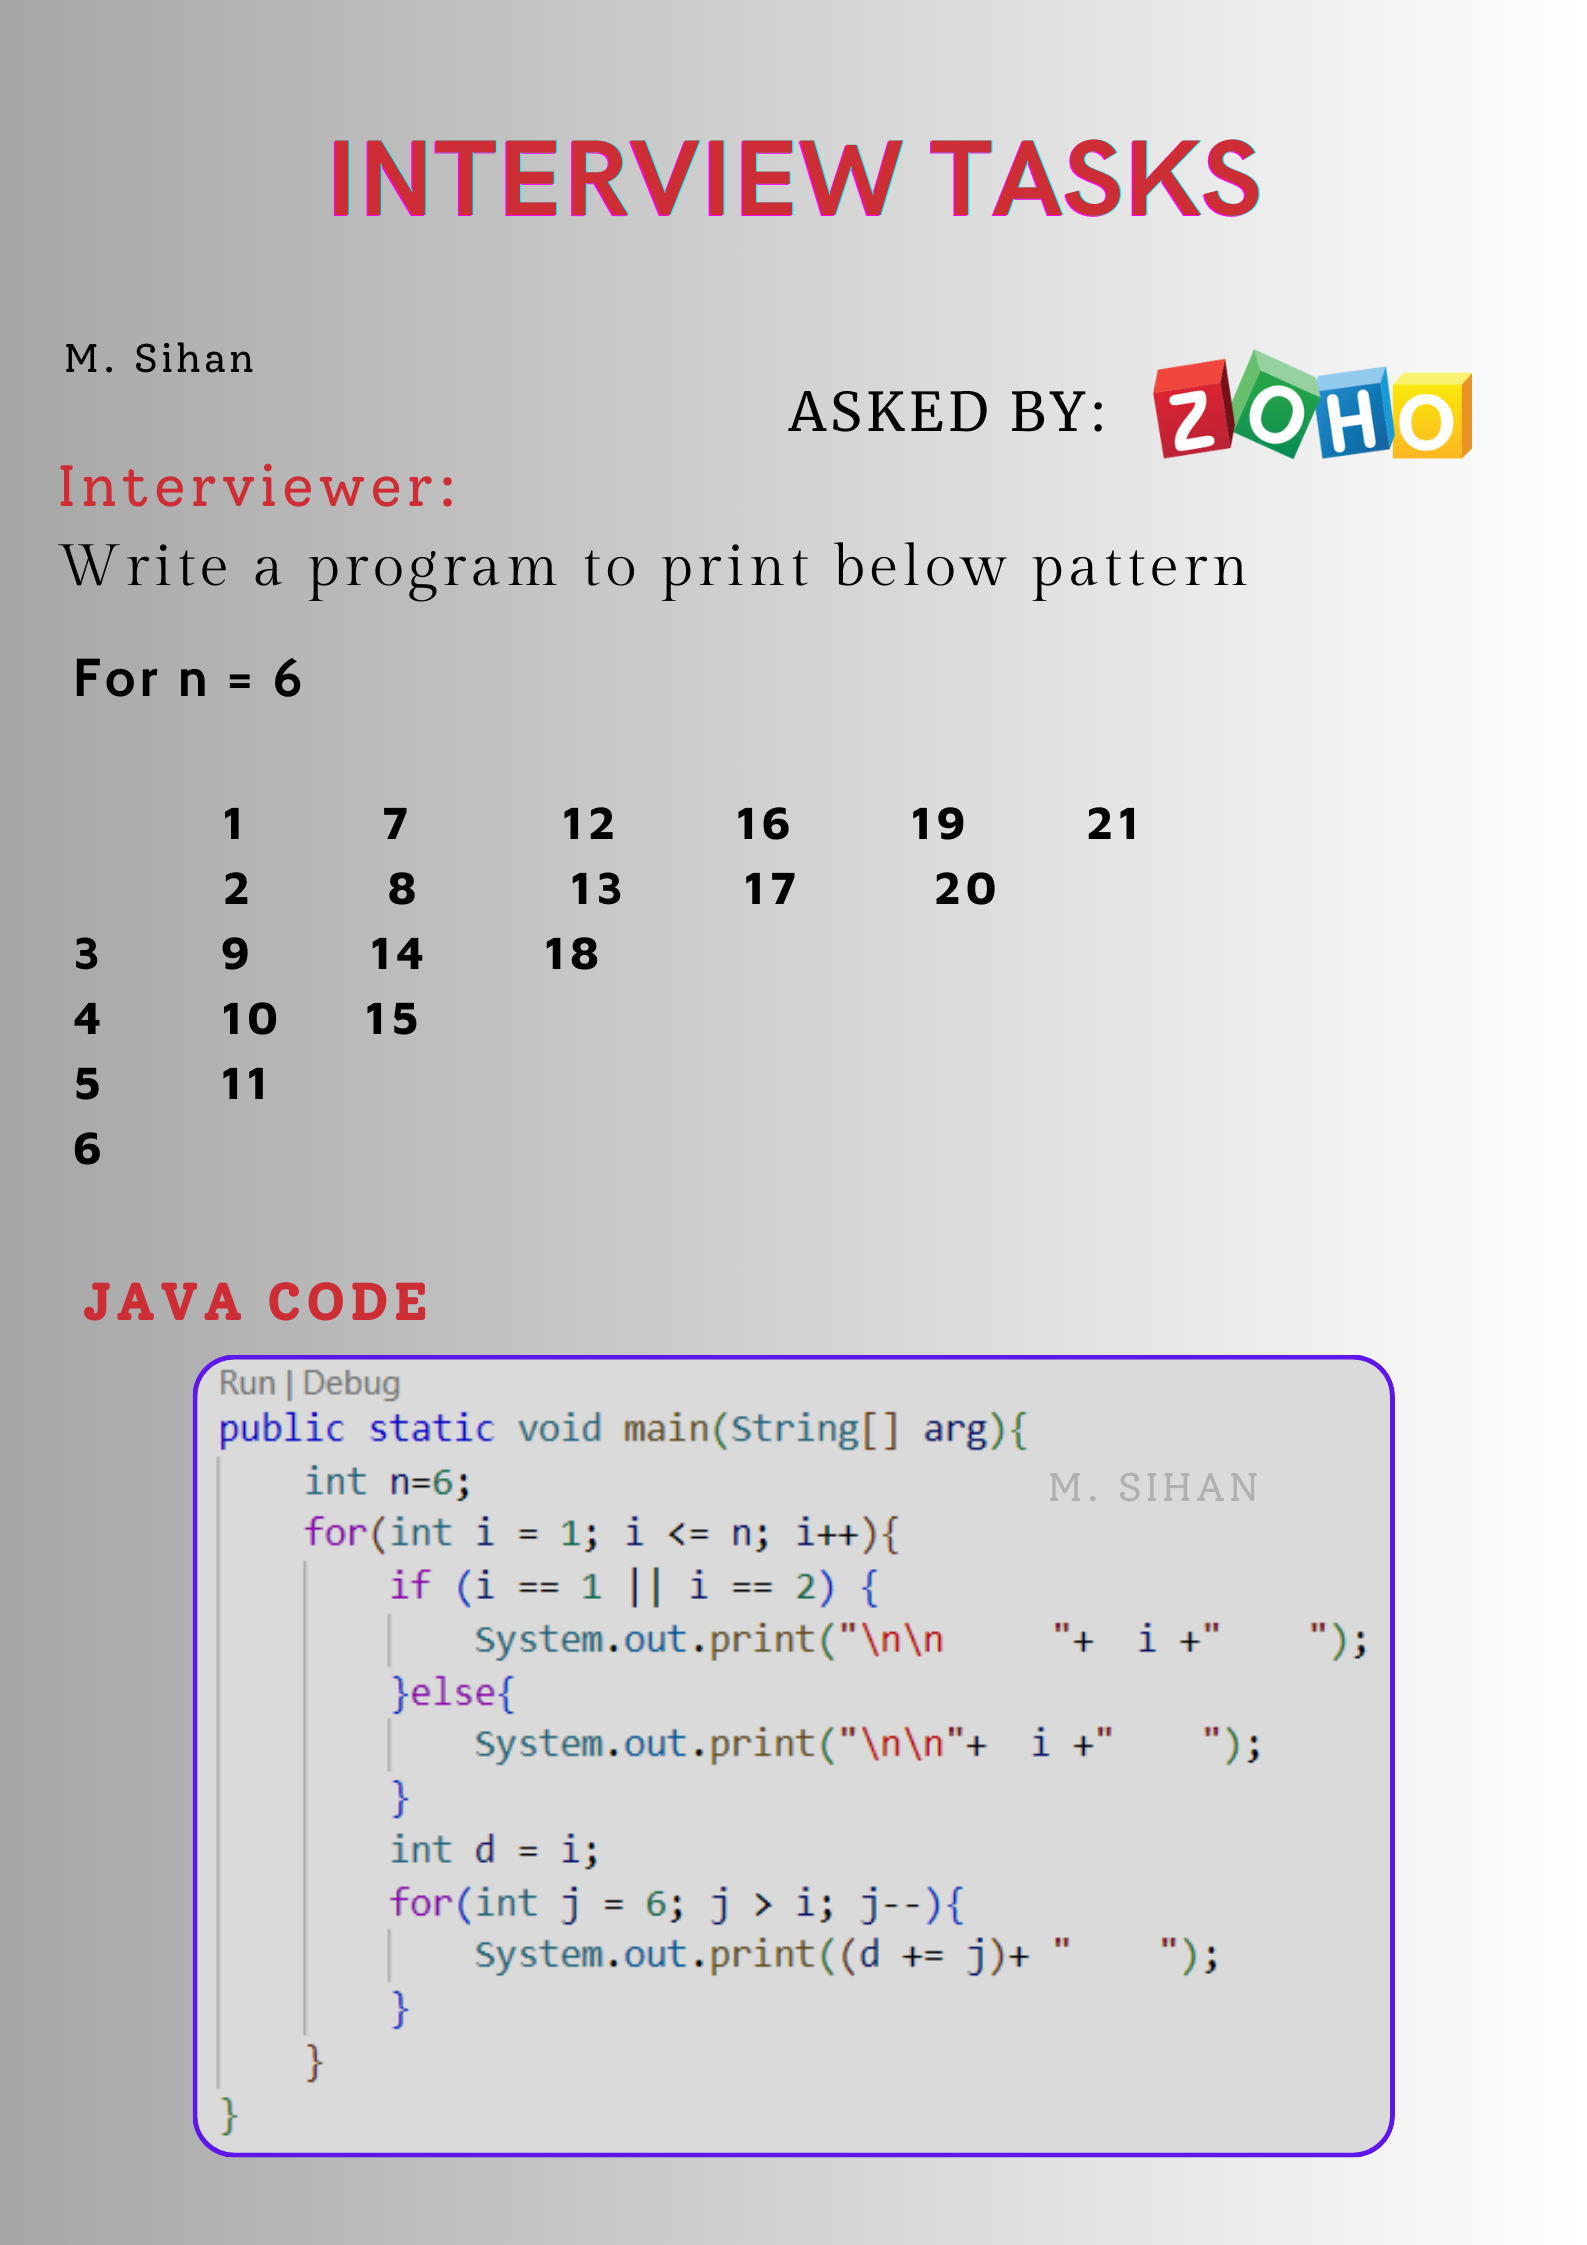 INTERVIEW TASKS
M. Sihan
ASKED BY: ZOHO
Interviewer:
Write a program to print below pattern
For n = 6
1 7 12 16 19 21
2 8 13 17 20
3 9 14 18
4 10 15
5 11
6
JAVA CODE
Run | Debug
public static void main(String[] arg){
int n=6;
M. SIHAN
for(int i = 1; i <= n; i++){
if (i == 1 || i == 2) {
System.out.print("\n\n     "+  i +"    ");
}else{
System.out.print("\n\n"+  i +"    ");
}
int d = i;
for(int j = 6; j > i; j--){
System.out.print((d += j)+ "    ");
}
}
}